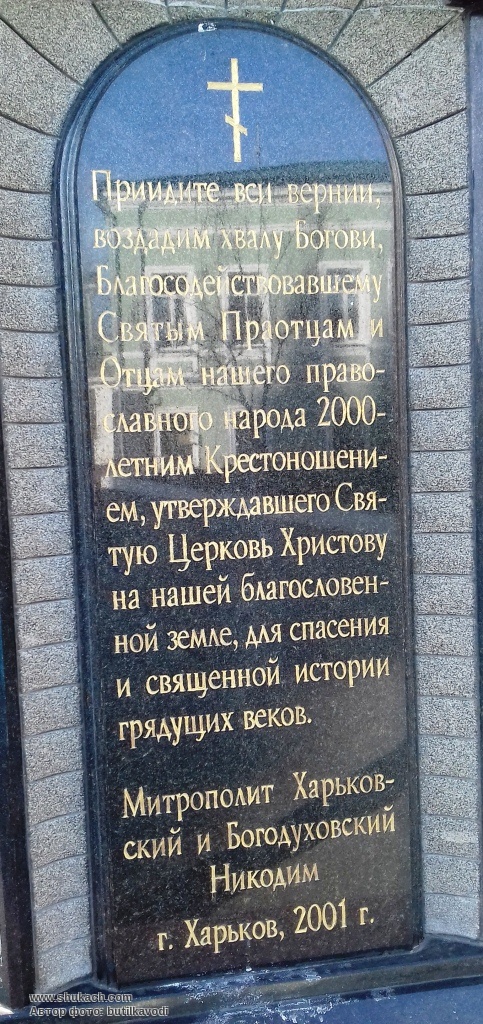 Приидите вси вернии,
воздадим хвалу Богови,
Благосодействовавшему
Святым Праотцам и
Отцам нашего право-
славного народа 2000-
летним Крестоношени-
ем, утверждавшего Свя-
тую Церковь Христову
на нашей благословен-
ной земле, для спасения
и священной истории
грядущих веков.
Митрополит Харьков-
ский и Богодуховский
Никодим
г. Харьков, 2001 г.
www.shukach.com
Автор фото: butilkavodi